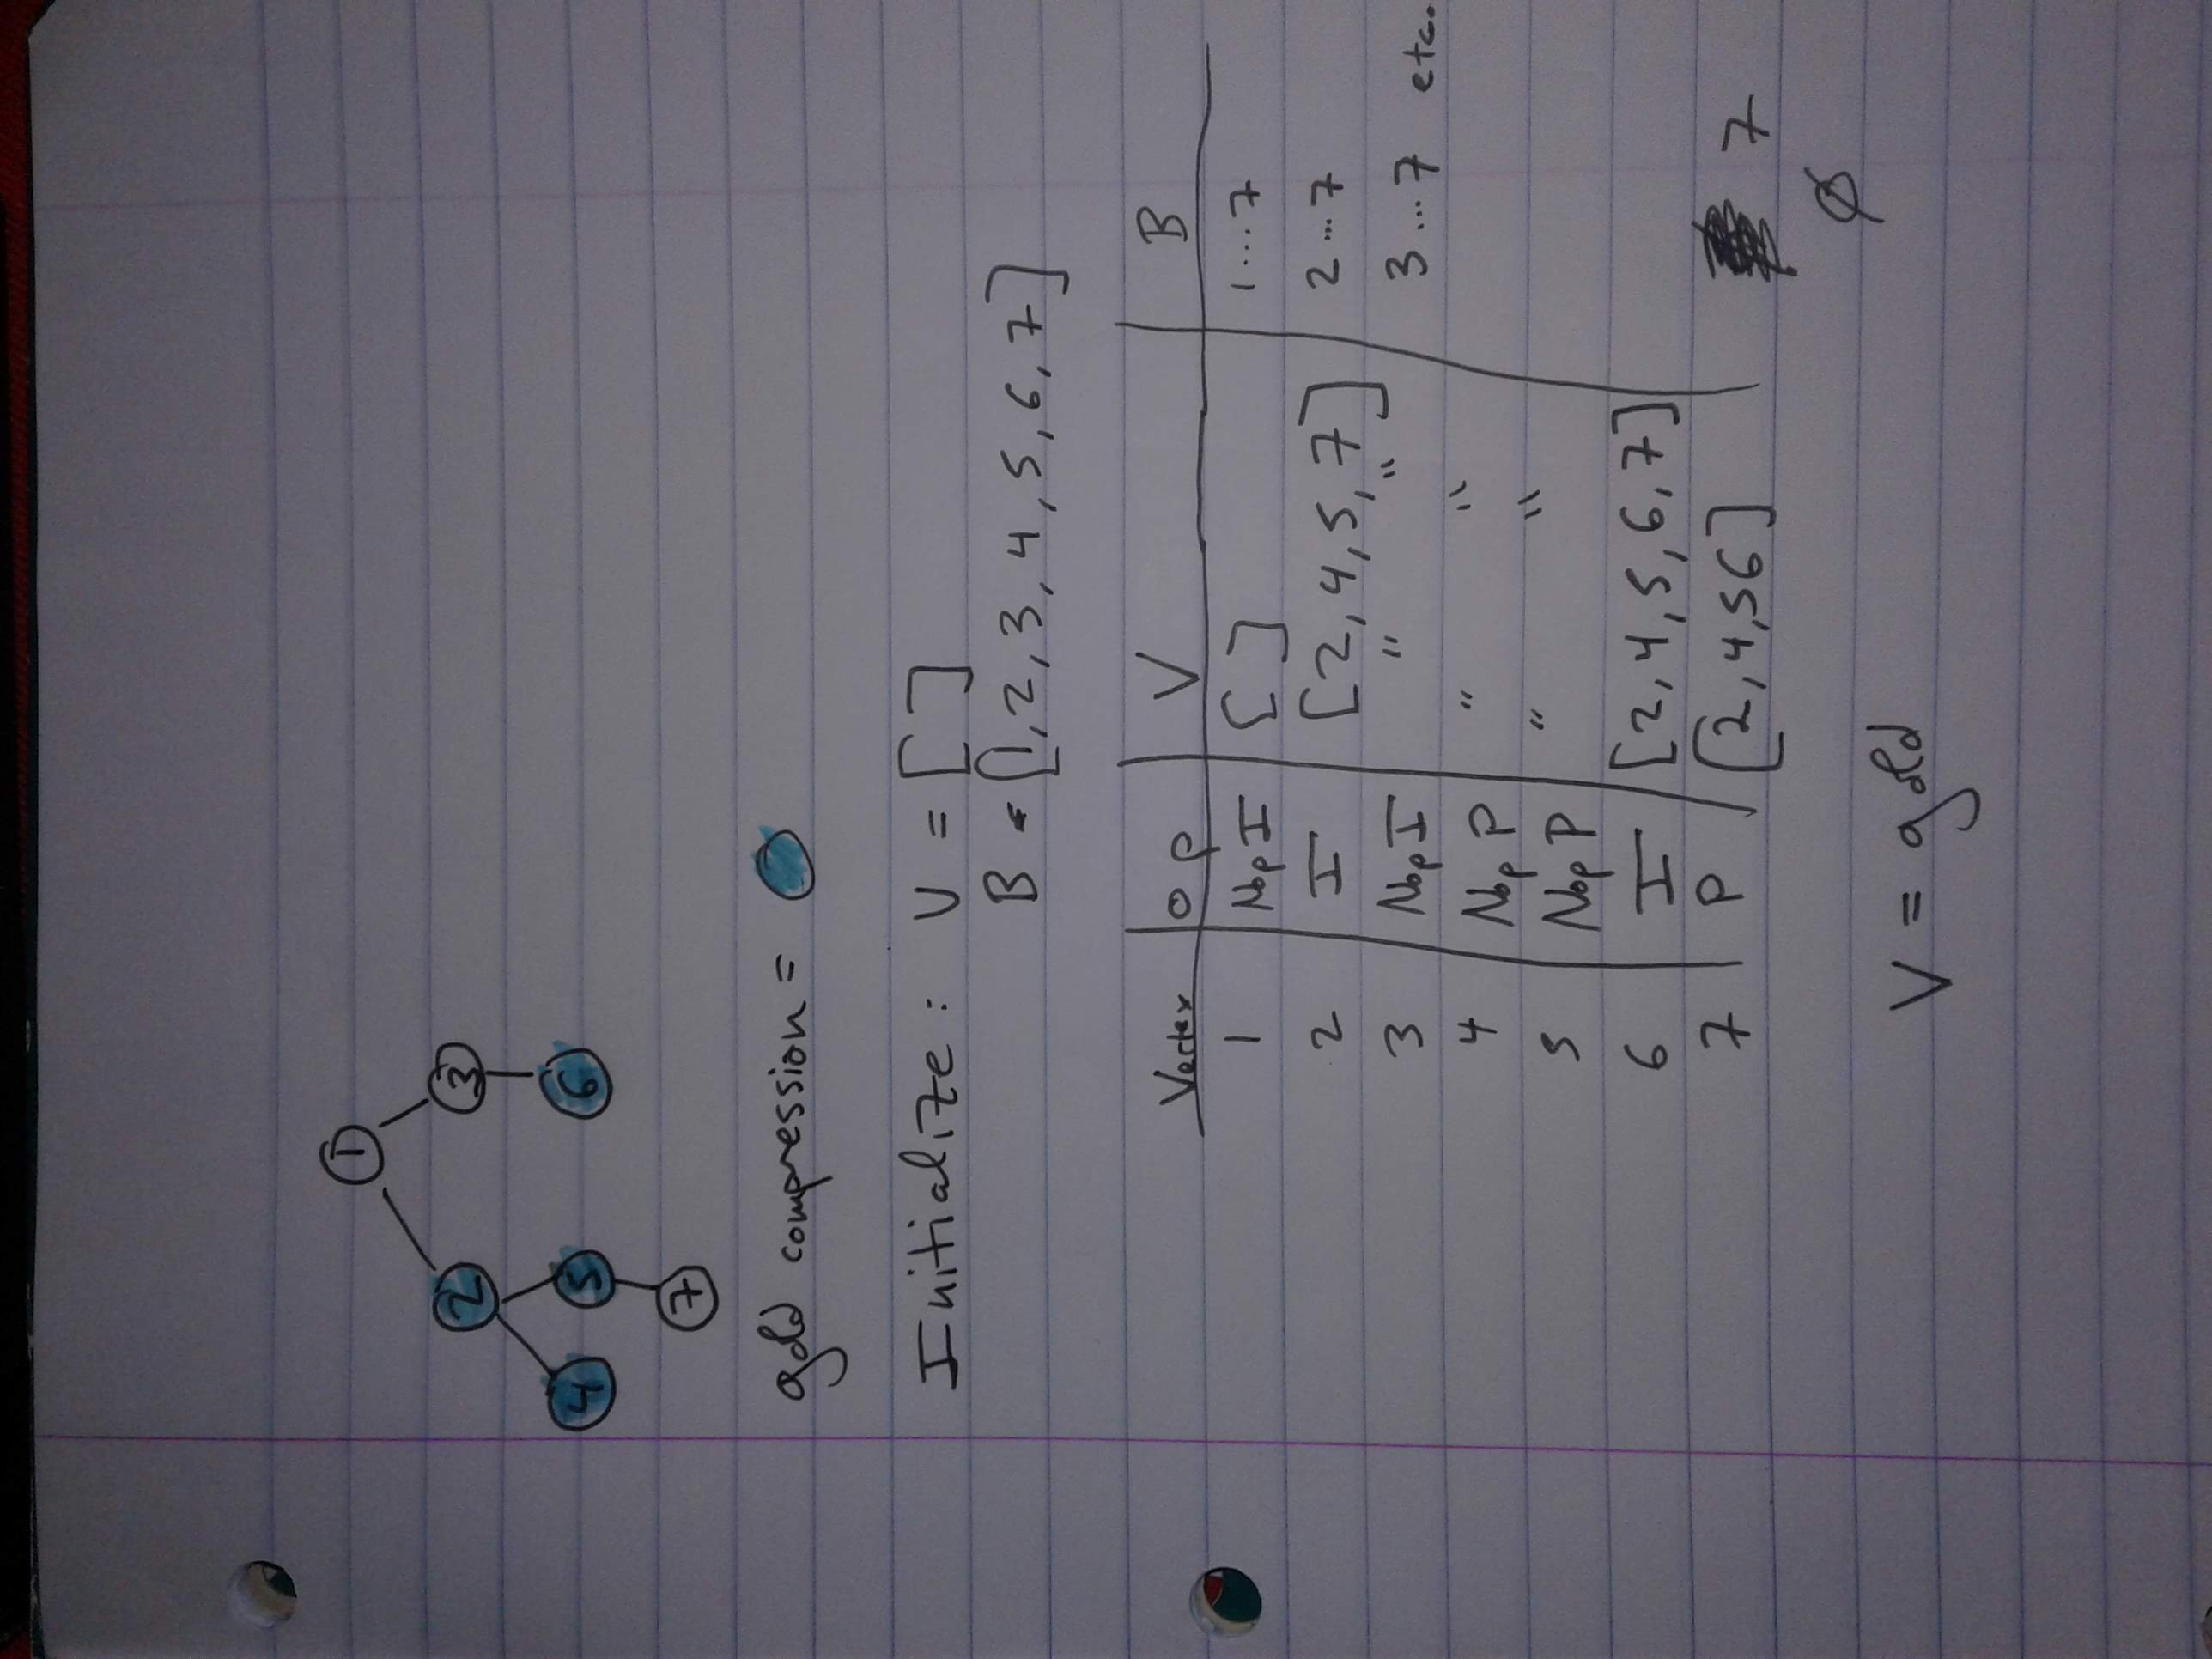 1
2 3
4 5 6
7
gold compression =
Initialize : V = [ ]
B = [1, 2, 3, 4, 5, 6, 7]
Vertex op V B
1 Nop I [ ] 1...7
2 I [2, 4, 5, 7] 2...7
3 Nop I " " 3...7 etc.
4 Nop P " "
5 Nop P " "
6 I [2, 4, 5, 6, 7]
7 P [2, 4, 5 6] 7
∅
V = gold